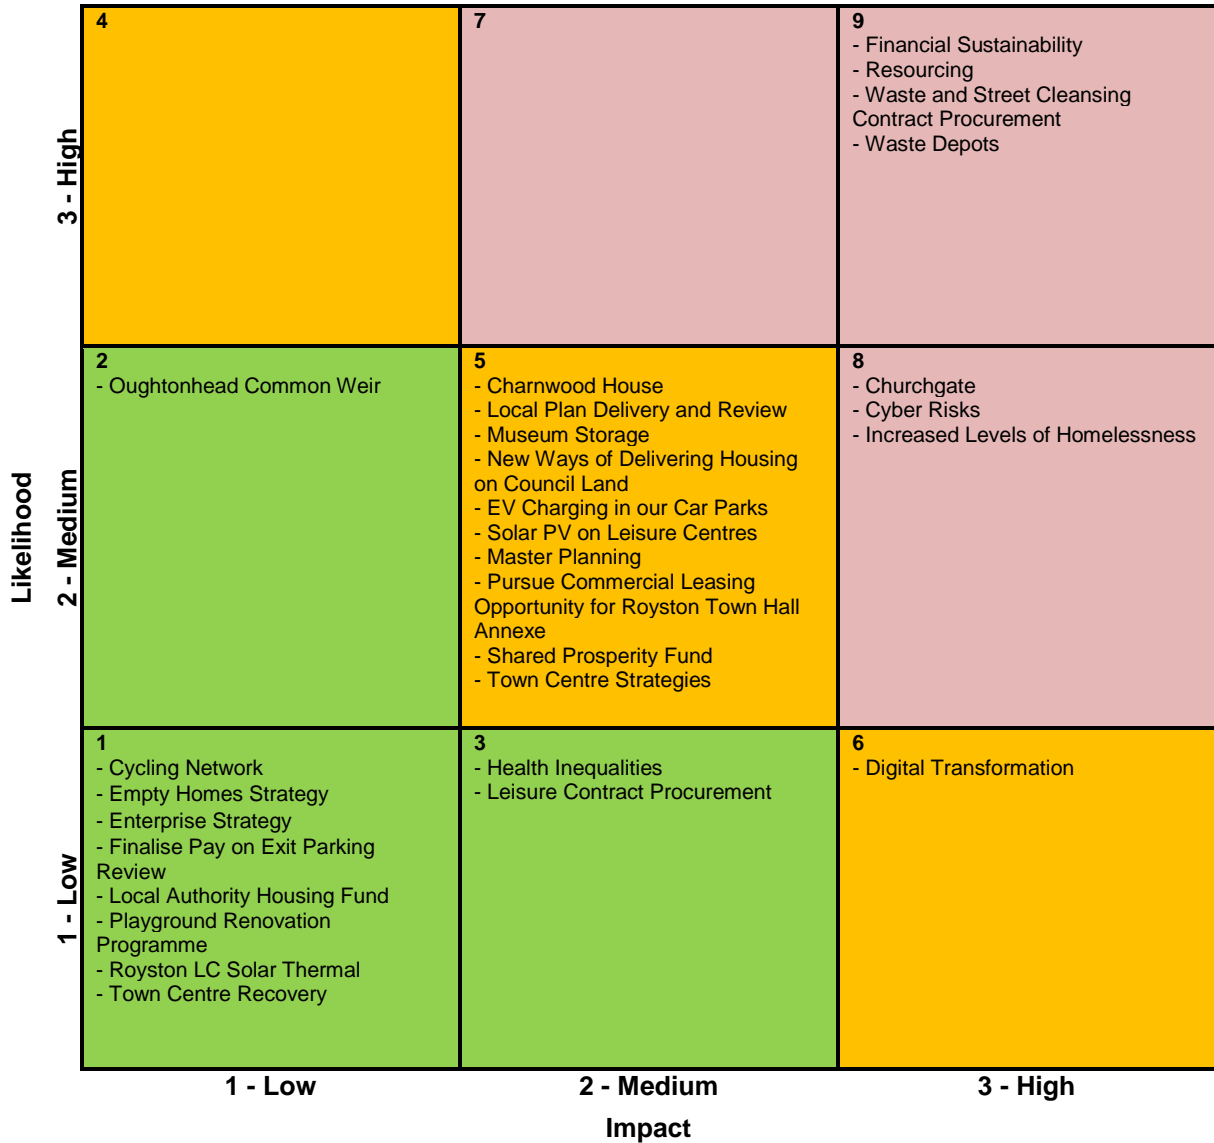 4
7
9
- Financial Sustainability
- Resourcing
- Waste and Street Cleansing
Contract Procurement
- Waste Depots
3 - High
2
- Oughtonhead Common Weir
5
- Charnwood House
- Local Plan Delivery and Review
- Museum Storage
- New Ways of Delivering Housing
on Council Land
- EV Charging in our Car Parks
- Solar PV on Leisure Centres
- Master Planning
- Pursue Commercial Leasing
Opportunity for Royston Town Hall
Annexe
- Shared Prosperity Fund
- Town Centre Strategies
8
- Churchgate
- Cyber Risks
- Increased Levels of Homelessness
Likelihood
2 - Medium
1
- Cycling Network
- Empty Homes Strategy
- Enterprise Strategy
- Finalise Pay on Exit Parking
Review
- Local Authority Housing Fund
- Playground Renovation
Programme
- Royston LC Solar Thermal
- Town Centre Recovery
3
- Health Inequalities
- Leisure Contract Procurement
6
- Digital Transformation
1 - Low
1 - Low
2 - Medium
3 - High
Impact